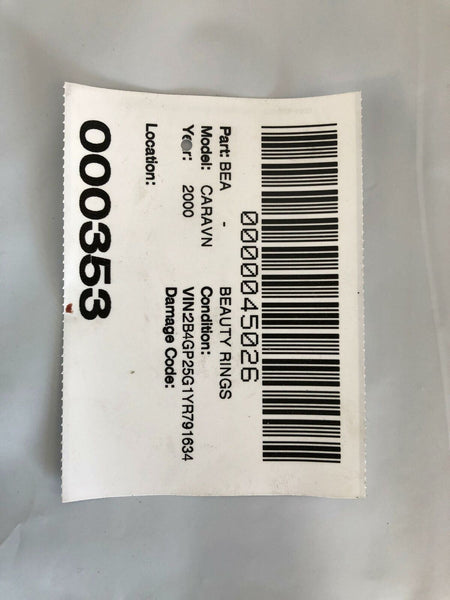 0000045026
Part: BEA - BEAUTY RINGS
Model: CARAVN Condition:
Year: 2000 VIN:2B4GP25G1YR791634
Damage Code:
Location:
000353